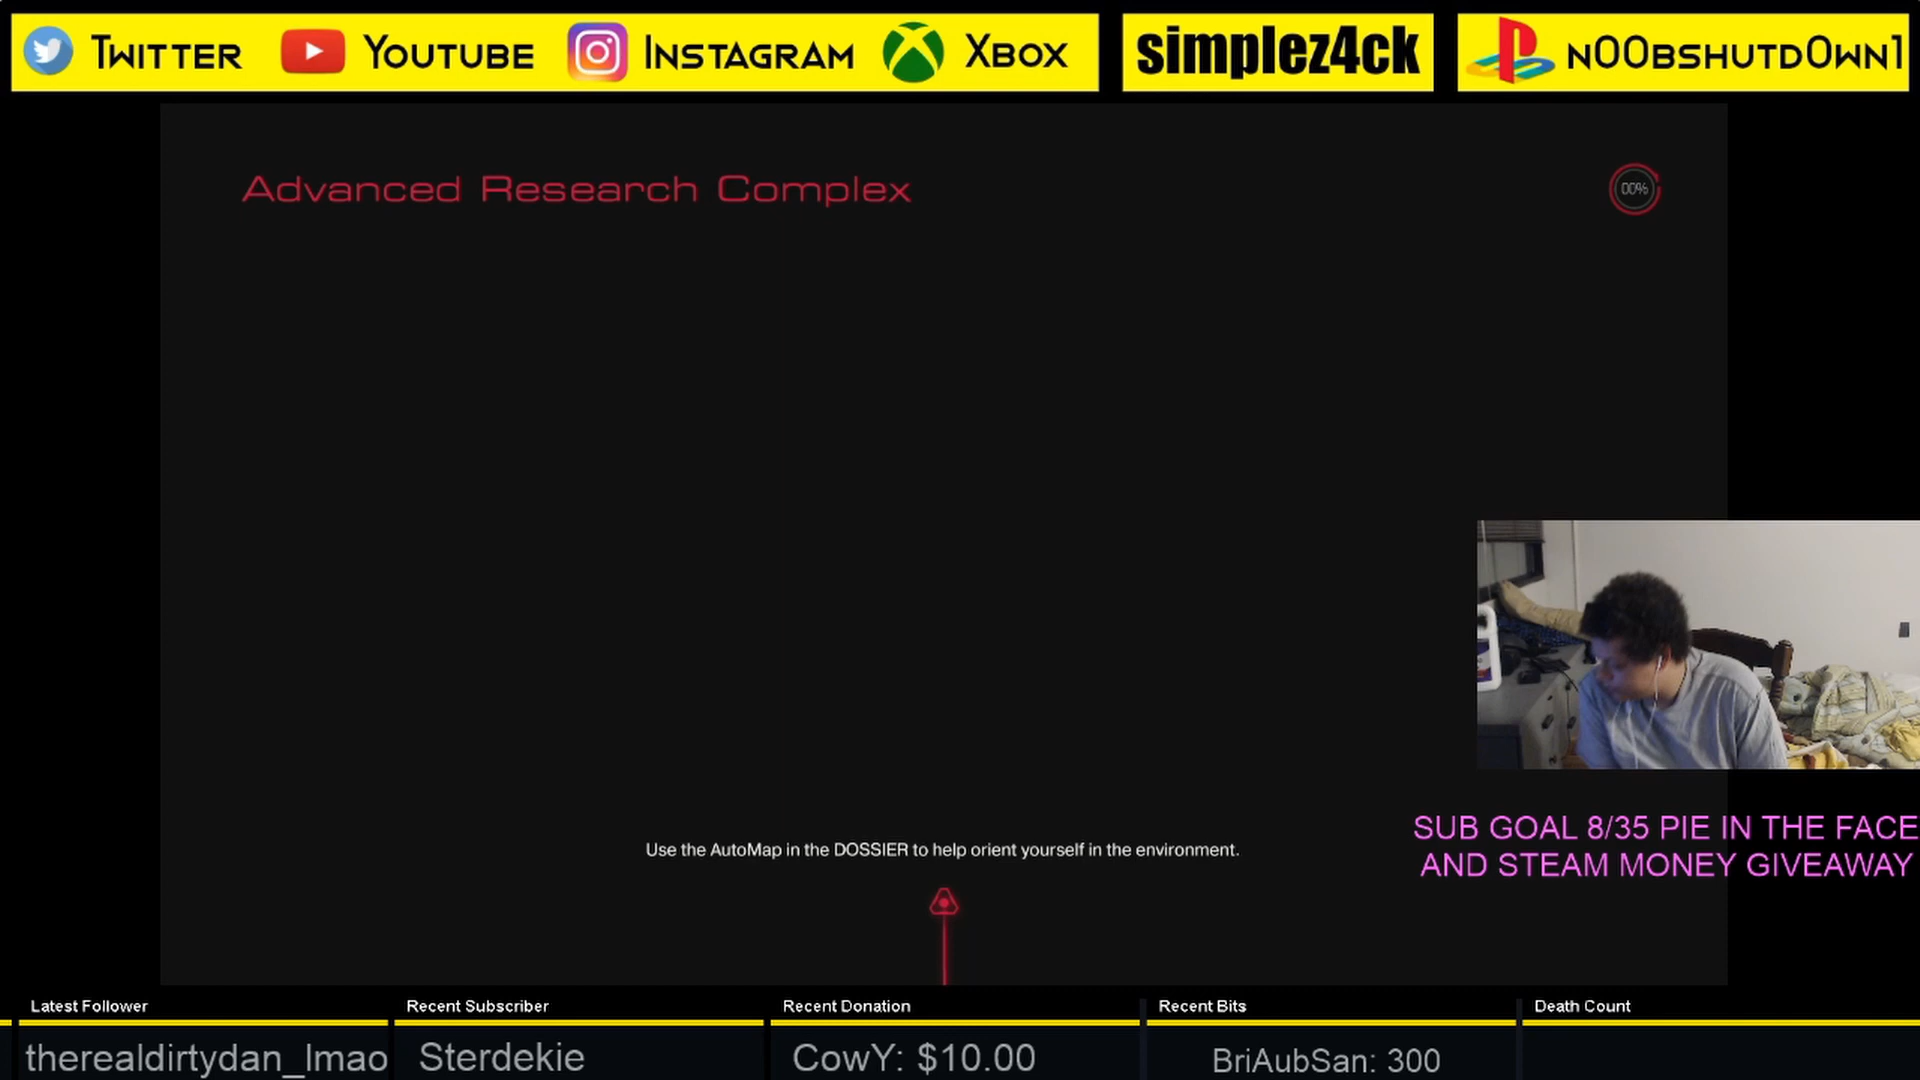 Twitter Youtube Instagram Xbox simplez4ck n00bshutd0wn1
Advanced Research Complex
00%
Use the AutoMap in the DOSSIER to help orient yourself in the environment.
SUB GOAL 8/35 PIE IN THE FACE
AND STEAM MONEY GIVEAWAY
Latest Follower Recent Subscriber Recent Donation Recent Bits Death Count
therealdirtydan_lmao Sterdekie CowY: $10.00 BriAubSan: 300